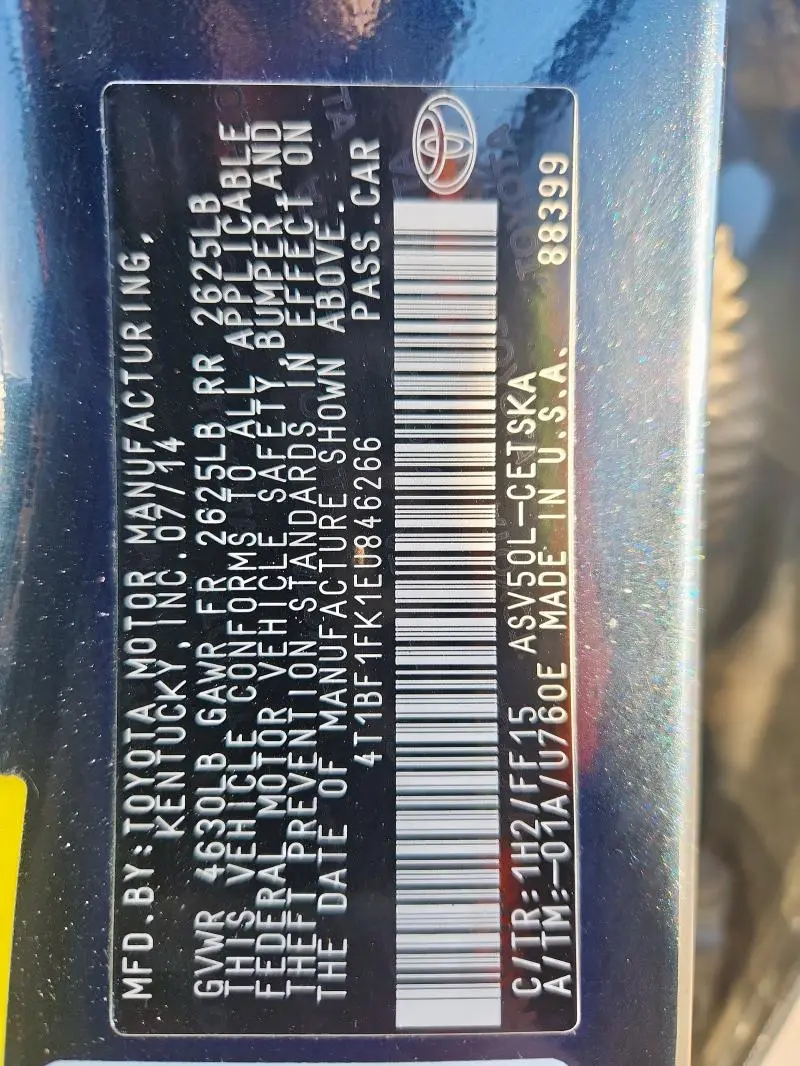 MFD.BY:TOYOTA MOTOR MANUFACTURING,
KENTUCKY, INC. 07/14
GVWR 4630LB GAWR FR 2625LB RR 2625LB
THIS VEHICLE CONFORMS TO ALL APPLICABLE
FEDERAL MOTOR VEHICLE SAFETY, BUMPER, AND
THEFT PREVENTION STANDARDS IN EFFECT ON
THE DATE OF MANUFACTURE SHOWN ABOVE.
4T1BF1FK1EU846266 PASS.CAR
C/TR:1H2/FF15 ASV50L-CETSKA
A/TM:-01A/U760E MADE IN U.S.A. 88399